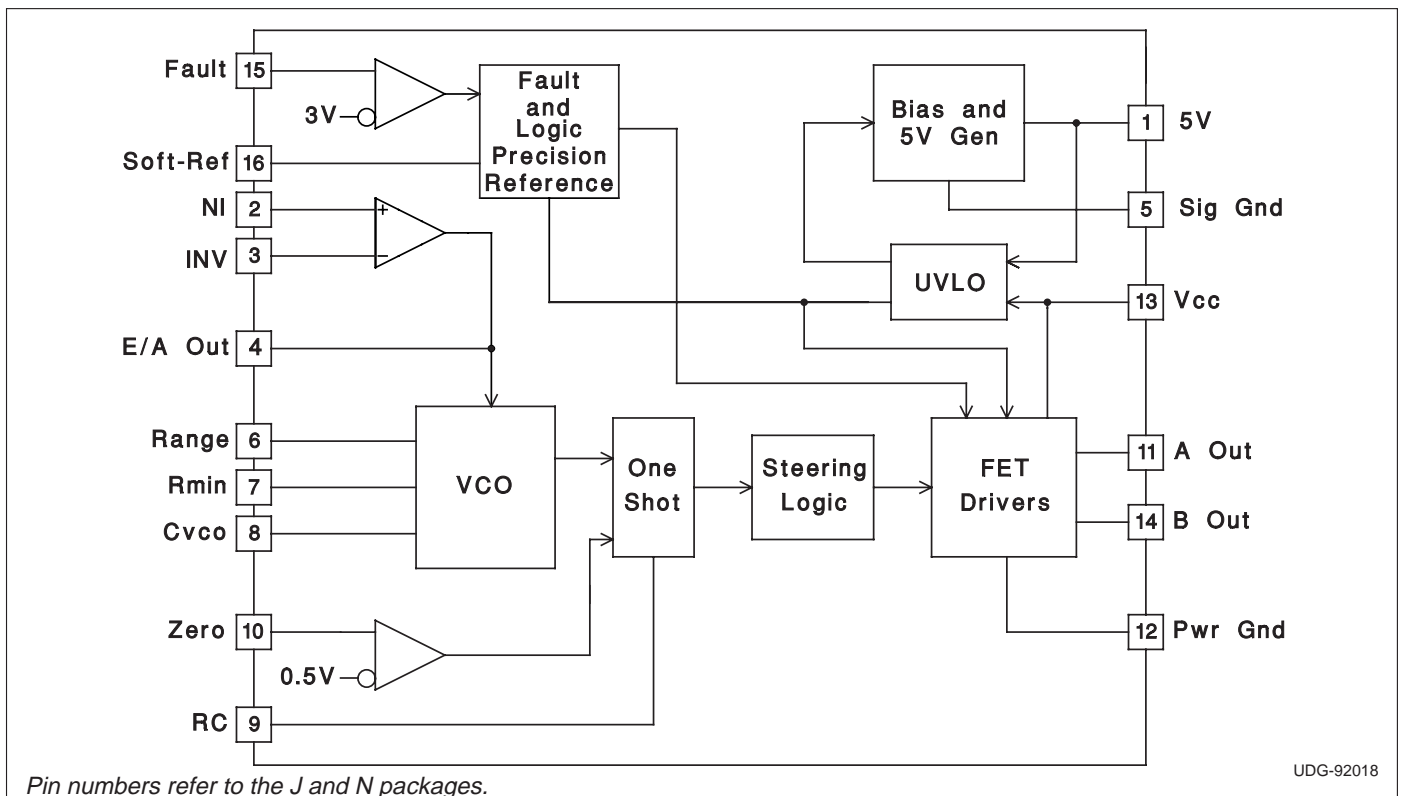 Fault 15
3V
Soft-Ref 16
NI 2
INV 3
E/A Out 4
Range 6
Rmin 7
Cvco 8
Zero 10
0.5V
RC 9
Fault
and
Logic
Precision
Reference
+
−
VCO
One
Shot
Steering
Logic
Bias and
5V Gen
UVLO
FET
Drivers
1 5V
5 Sig Gnd
13 Vcc
11 A Out
14 B Out
12 Pwr Gnd
UDG-92018
Pin numbers refer to the J and N packages.